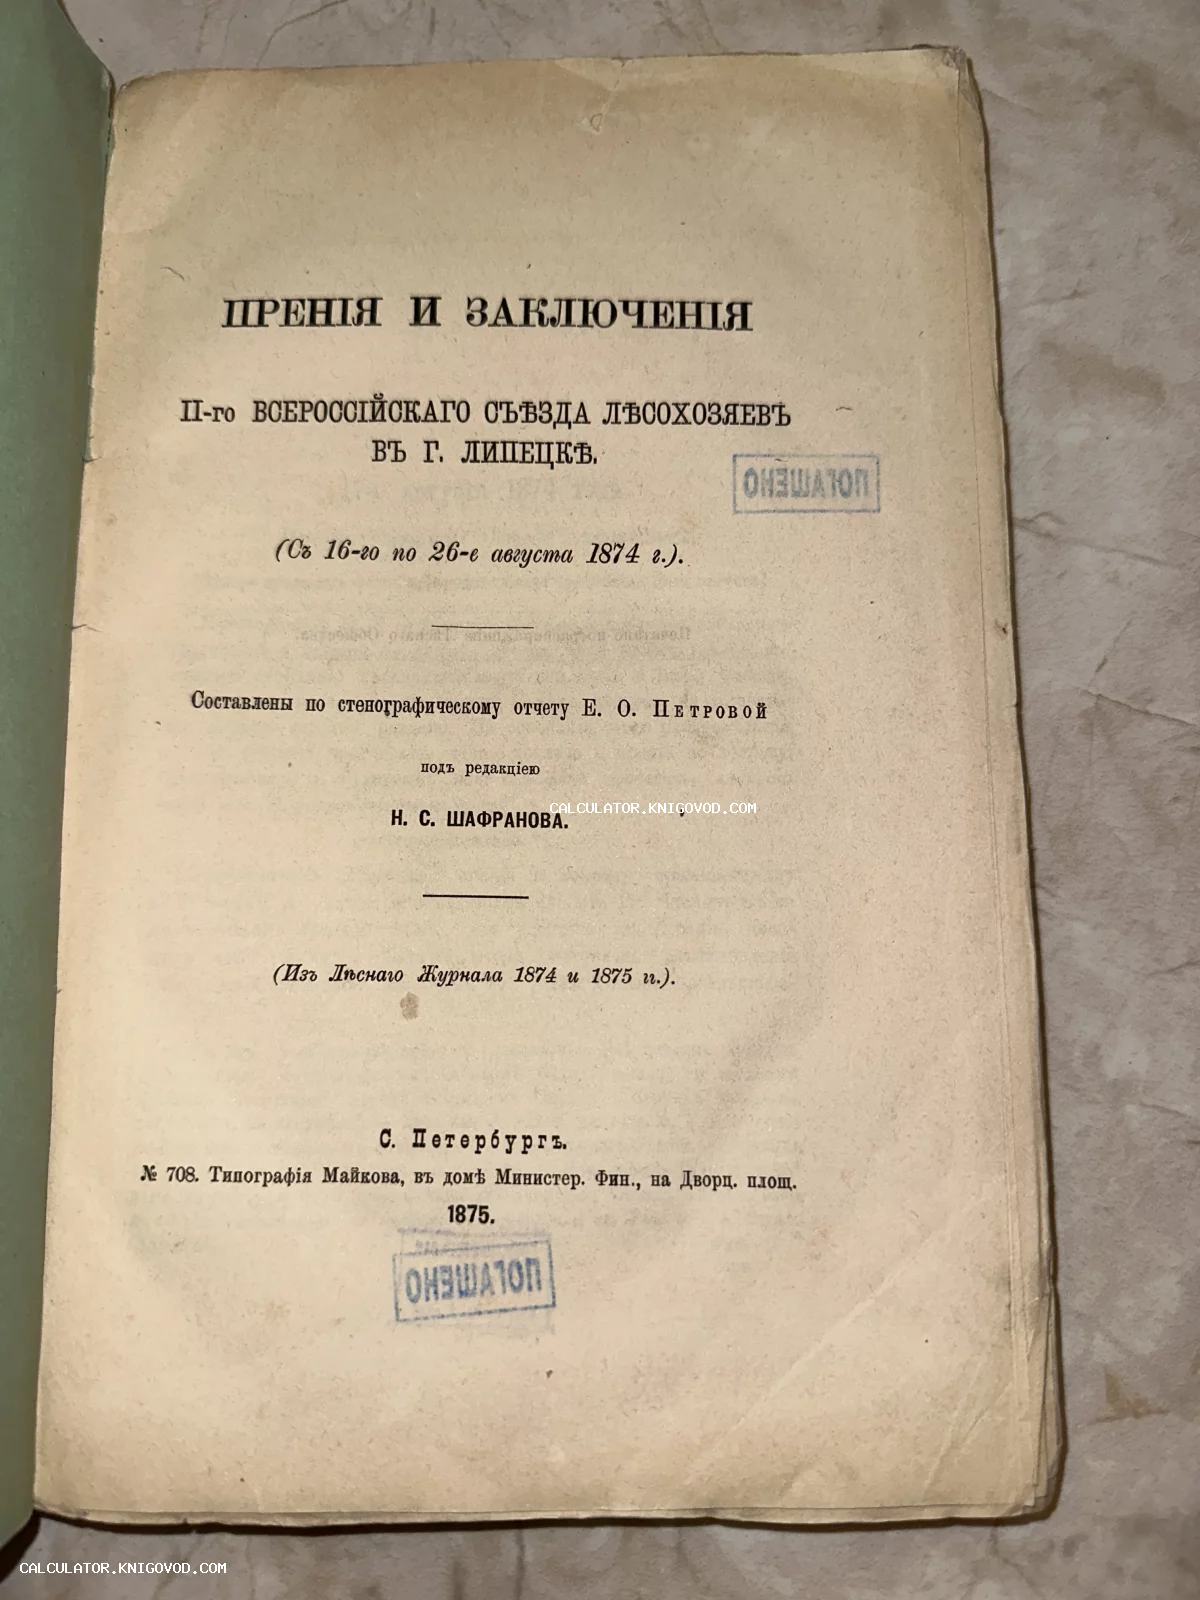 ПРЕНІЯ И ЗАКЛЮЧЕНІЯ
II-го ВСЕРОССІЙСКАГО СЪѢЗДА ЛѢСОХОЗЯЕВЪ
ВЪ Г. ЛИПЕЦКѢ.
ПОГАШЕНО
(Съ 16-го по 26-е августа 1874 г.).
Составлены по стенографическому отчету Е. О. Петровой
подъ редакціею
CALCULATOR.KNIGOVOD.COM
Н. С. ШАФРАНОВА.
(Изъ Лѣснаго Журнала 1874 и 1875 гг.).
С. Петербургъ.
№ 708. Типографія Майкова, въ домѣ Министер. Фин., на Дворц. площ.
1875.
ПОГАШЕНО
CALCULATOR.KNIGOVOD.COM